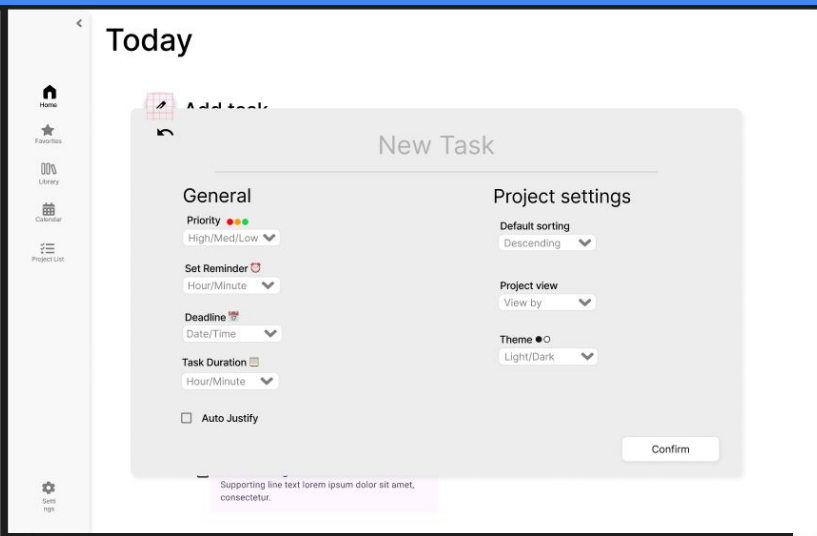 Today
Home
Favorites
Library
Calendar
Project List
Setti
ngs
Add task
New Task
General
Priority
High/Med/Low
Set Reminder
Hour/Minute
Deadline
Date/Time
Task Duration
Hour/Minute
Auto Justify
Project settings
Default sorting
Descending
Project view
View by
Theme
Light/Dark
Confirm
Supporting line text lorem ipsum dolor sit amet,
consectetur.